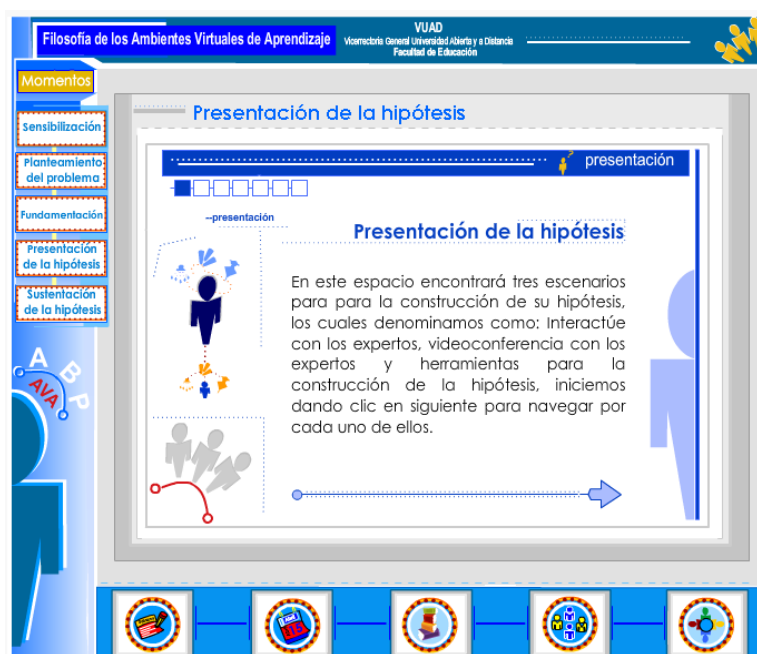 Filosofía de los Ambientes Virtuales de Aprendizaje
VUAD
Vicerrectoria General Universidad Abierta y a Distancia
Facultad de Educación
Momentos
Sensibilización
Planteamiento
del problema
Fundamentación
Presentación
de la hipótesis
Sustentación
de la hipótesis
A B P
AVA
Presentación de la hipótesis
presentación
--presentación
Presentación de la hipótesis
En este espacio encontrará tres escenarios
para para la construcción de su hipótesis,
los cuales denominamos como: Interactúe
con los expertos, videoconferencia con los
expertos y herramientas para la
construcción de la hipótesis, iniciemos
dando clic en siguiente para navegar por
cada uno de ellos.